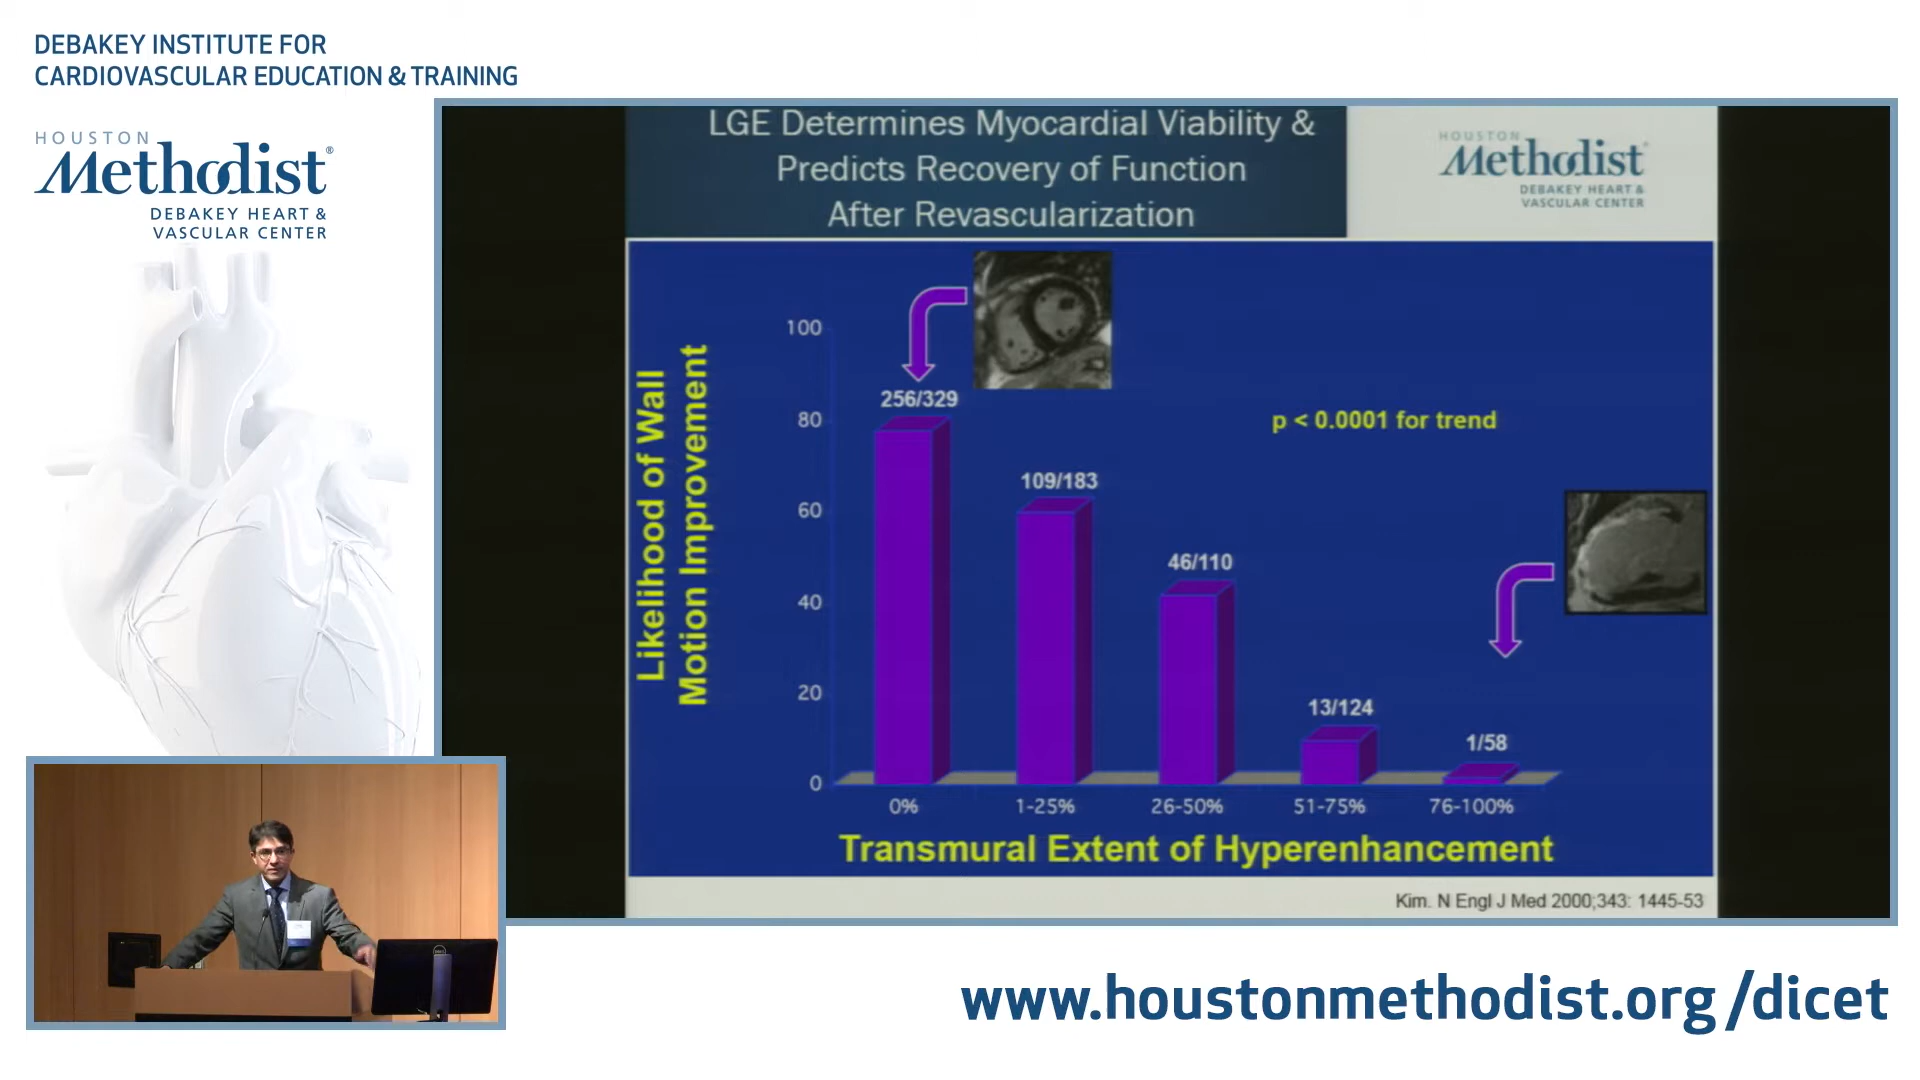 DEBAKEY INSTITUTE FOR
CARDIOVASCULAR EDUCATION & TRAINING
HOUSTON
Methodist®
DEBAKEY HEART &
VASCULAR CENTER
LGE Determines Myocardial Viability &
Predicts Recovery of Function
After Revascularization
HOUSTON
Methodist
DEBAKEY HEART &
VASCULAR CENTER
Likelihood of Wall
Motion Improvement
100
80
60
40
20
0
256/329
109/183
46/110
13/124
1/58
p < 0.0001 for trend
0%
1-25%
26-50%
51-75%
76-100%
Transmural Extent of Hyperenhancement
Kim. N Engl J Med 2000;343: 1445-53
DELL
www.houstonmethodist.org/dicet